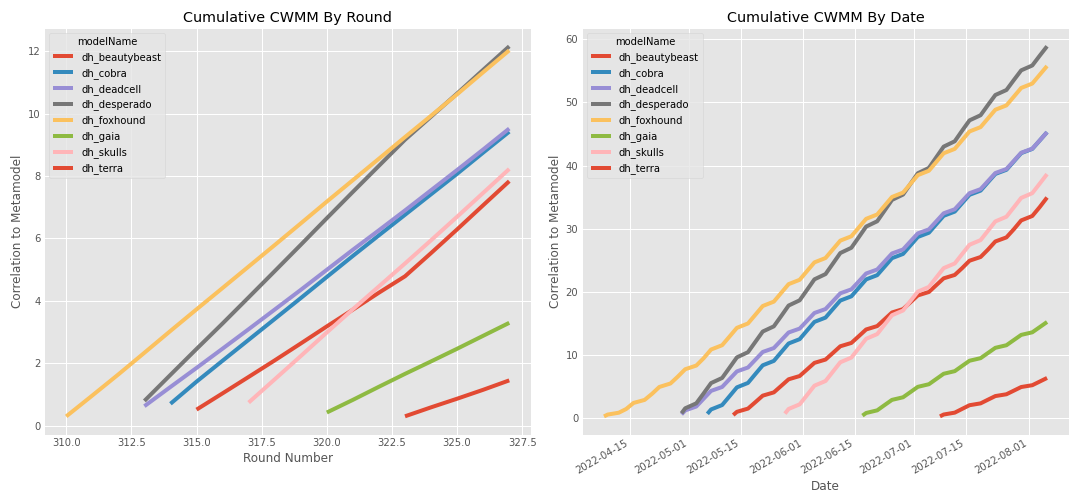 Cumulative CWMM By Round
Correlation to Metamodel
12
10
8
6
4
2
0
modelName
dh_beautybeast
dh_cobra
dh_deadcell
dh_desperado
dh_foxhound
dh_gaia
dh_skulls
dh_terra
310.0
312.5
315.0
317.5
320.0
322.5
325.0
327.5
Round Number
Cumulative CWMM By Date
Correlation to Metamodel
60
50
40
30
20
10
0
modelName
dh_beautybeast
dh_cobra
dh_deadcell
dh_desperado
dh_foxhound
dh_gaia
dh_skulls
dh_terra
2022-04-15
2022-05-01
2022-05-15
2022-06-01
2022-06-15
2022-07-01
2022-07-15
2022-08-01
Date